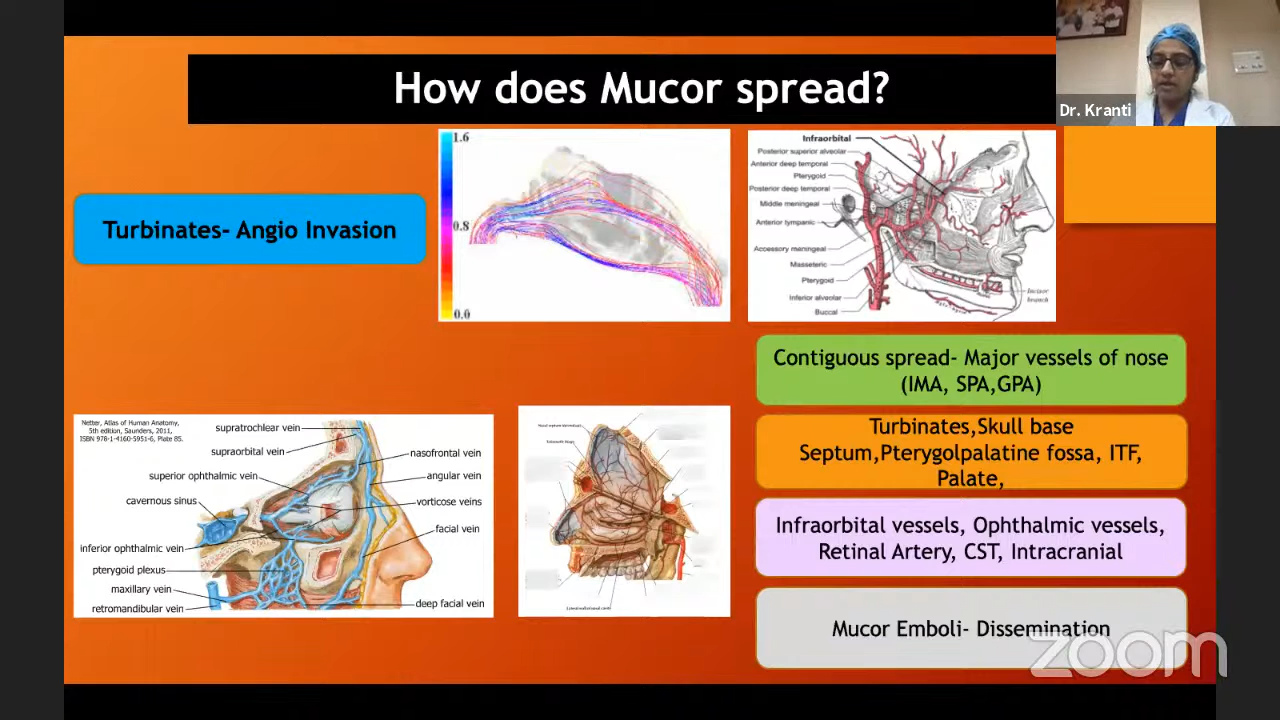 How does Mucor spread?
Dr. Kranti
Turbinates- Angio Invasion
1.6
0.8
0.0
Infraorbital
Posterior superior alveolar
Anterior deep temporal
Pterygoid
Posterior deep temporal
Middle meningeal
Anterior tympanic
Accessory meningeal
Masseteric
Pterygoid
Inferior alveolar
Buccal
Incisor
branch
Contiguous spread- Major vessels of nose
(IMA, SPA,GPA)
Turbinates,Skull base
Septum,Pterygolpalatine fossa, ITF,
Palate,
Infraorbital vessels, Ophthalmic vessels,
Retinal Artery, CST, Intracranial
Mucor Emboli- Dissemination
Netter, Atlas of Human Anatomy,
5th edition, Saunders, 2011,
ISBN 978-1-4160-5951-6, Plate 85.
supratrochlear vein
supraorbital vein
superior ophthalmic vein
cavernous sinus
inferior ophthalmic vein
pterygoid plexus
maxillary vein
retromandibular vein
nasofrontal vein
angular vein
vorticose veins
facial vein
deep facial vein
zoom